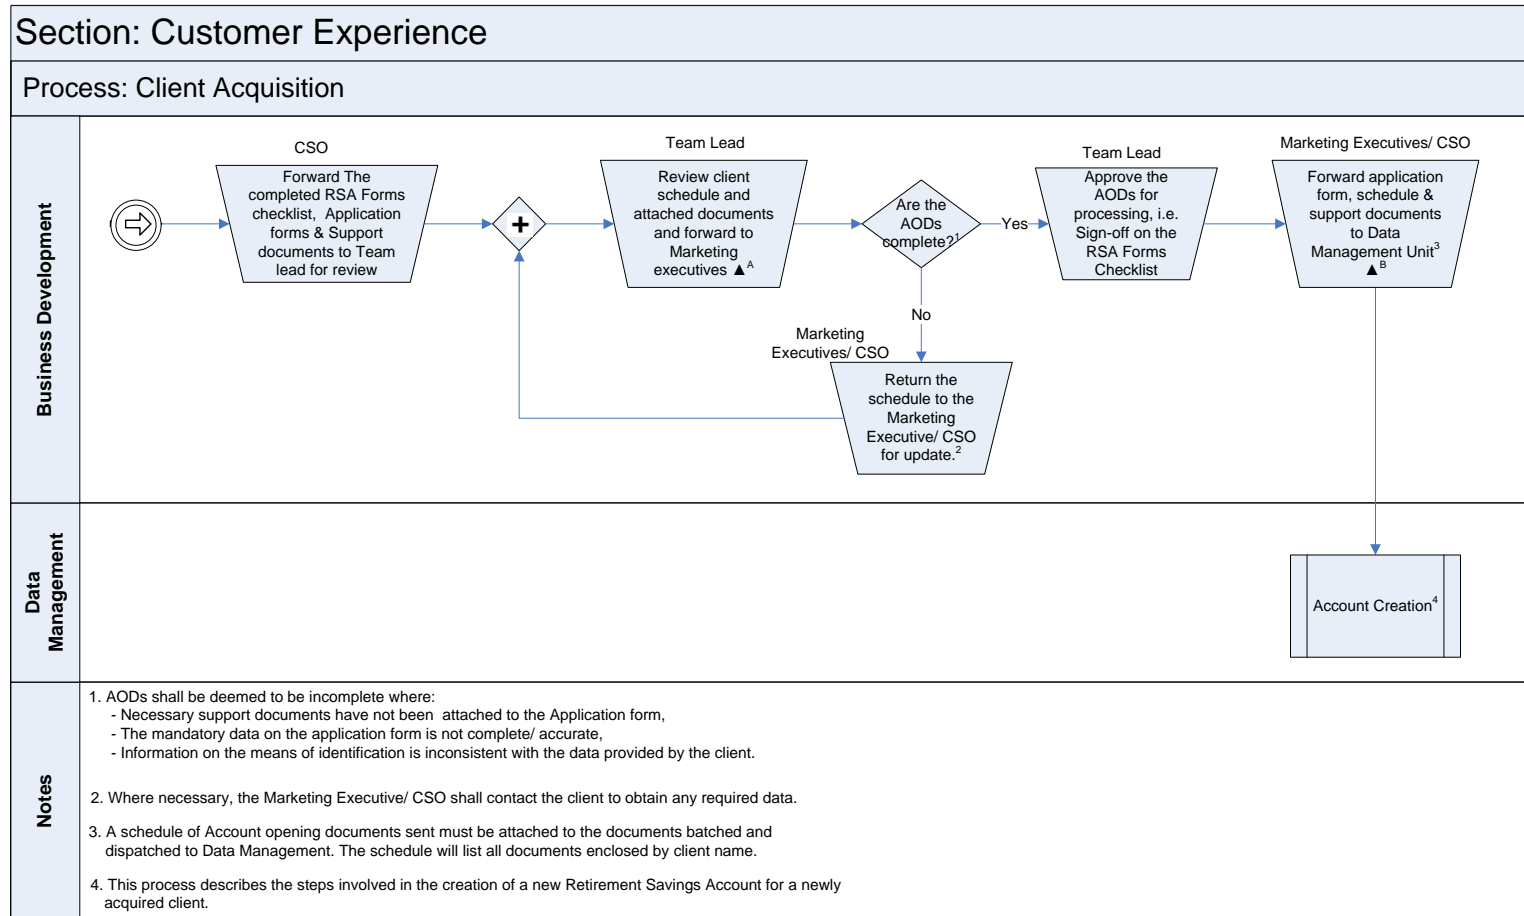 Section: Customer Experience
Process: Client Acquisition
Business Development
CSO
Forward The
completed RSA Forms
checklist, Application
forms & Support
documents to Team
lead for review
Team Lead
Review client
schedule and
attached documents
and forward to
Marketing
executives ▲A
Are the
AODs
complete?1
Yes
Team Lead
Approve the
AODs for
processing, i.e.
Sign-off on the
RSA Forms
Checklist
Marketing Executives/ CSO
Forward application
form, schedule &
support documents
to Data
Management Unit3
▲B
No
Marketing
Executives/ CSO
Return the
schedule to the
Marketing
Executive/ CSO
for update.2
Data
Management
Account Creation4
Notes
1. AODs shall be deemed to be incomplete where:
- Necessary support documents have not been attached to the Application form,
- The mandatory data on the application form is not complete/ accurate,
- Information on the means of identification is inconsistent with the data provided by the client.
2. Where necessary, the Marketing Executive/ CSO shall contact the client to obtain any required data.
3. A schedule of Account opening documents sent must be attached to the documents batched and
dispatched to Data Management. The schedule will list all documents enclosed by client name.
4. This process describes the steps involved in the creation of a new Retirement Savings Account for a newly
acquired client.